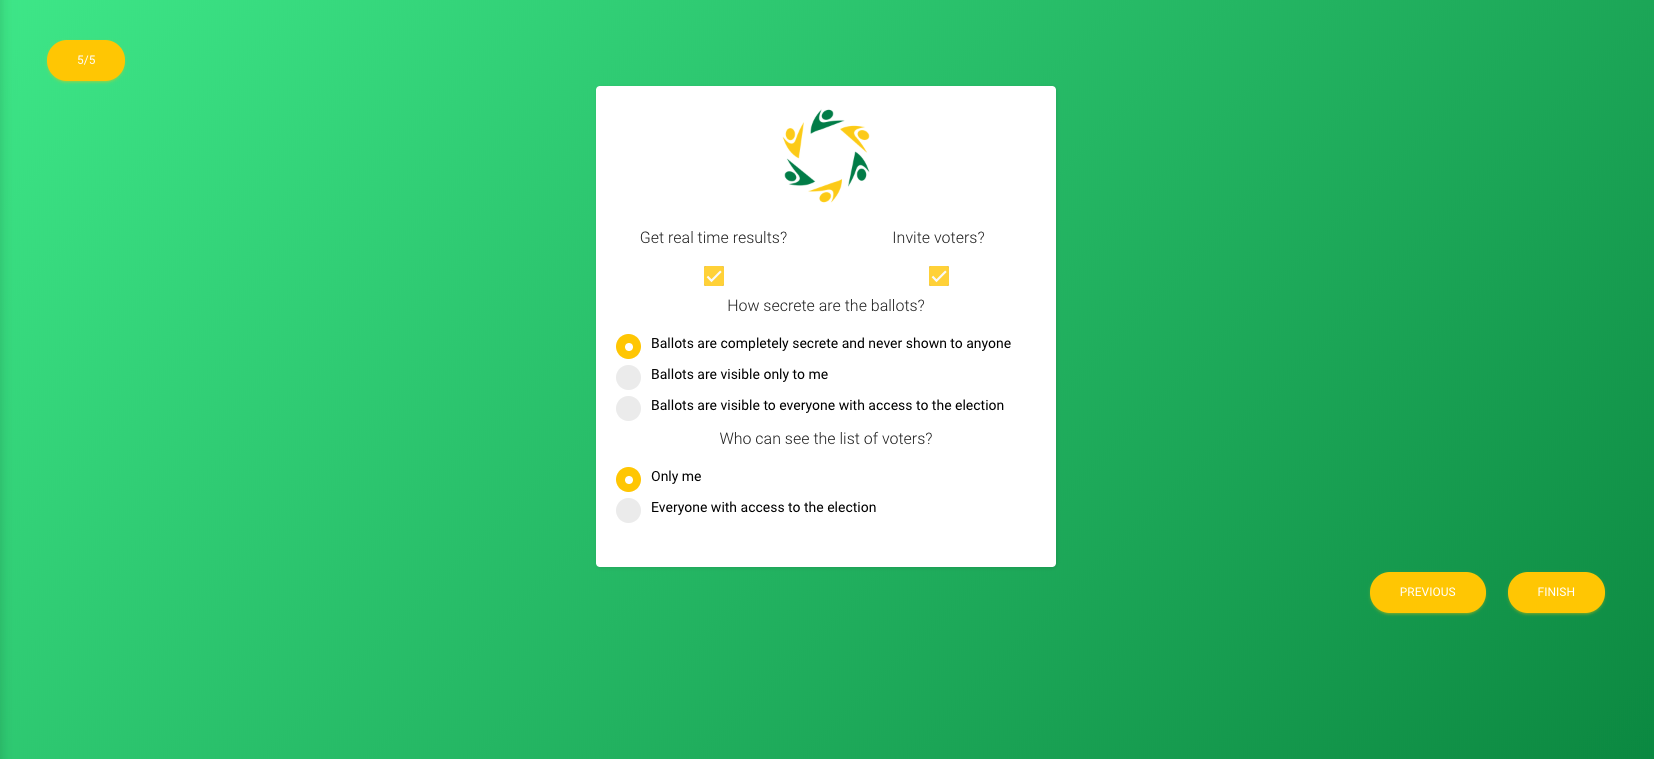 5/5
Get real time results?
Invite voters?
How secrete are the ballots?
Ballots are completely secrete and never shown to anyone
Ballots are visible only to me
Ballots are visible to everyone with access to the election
Who can see the list of voters?
Only me
Everyone with access to the election
PREVIOUS
FINISH